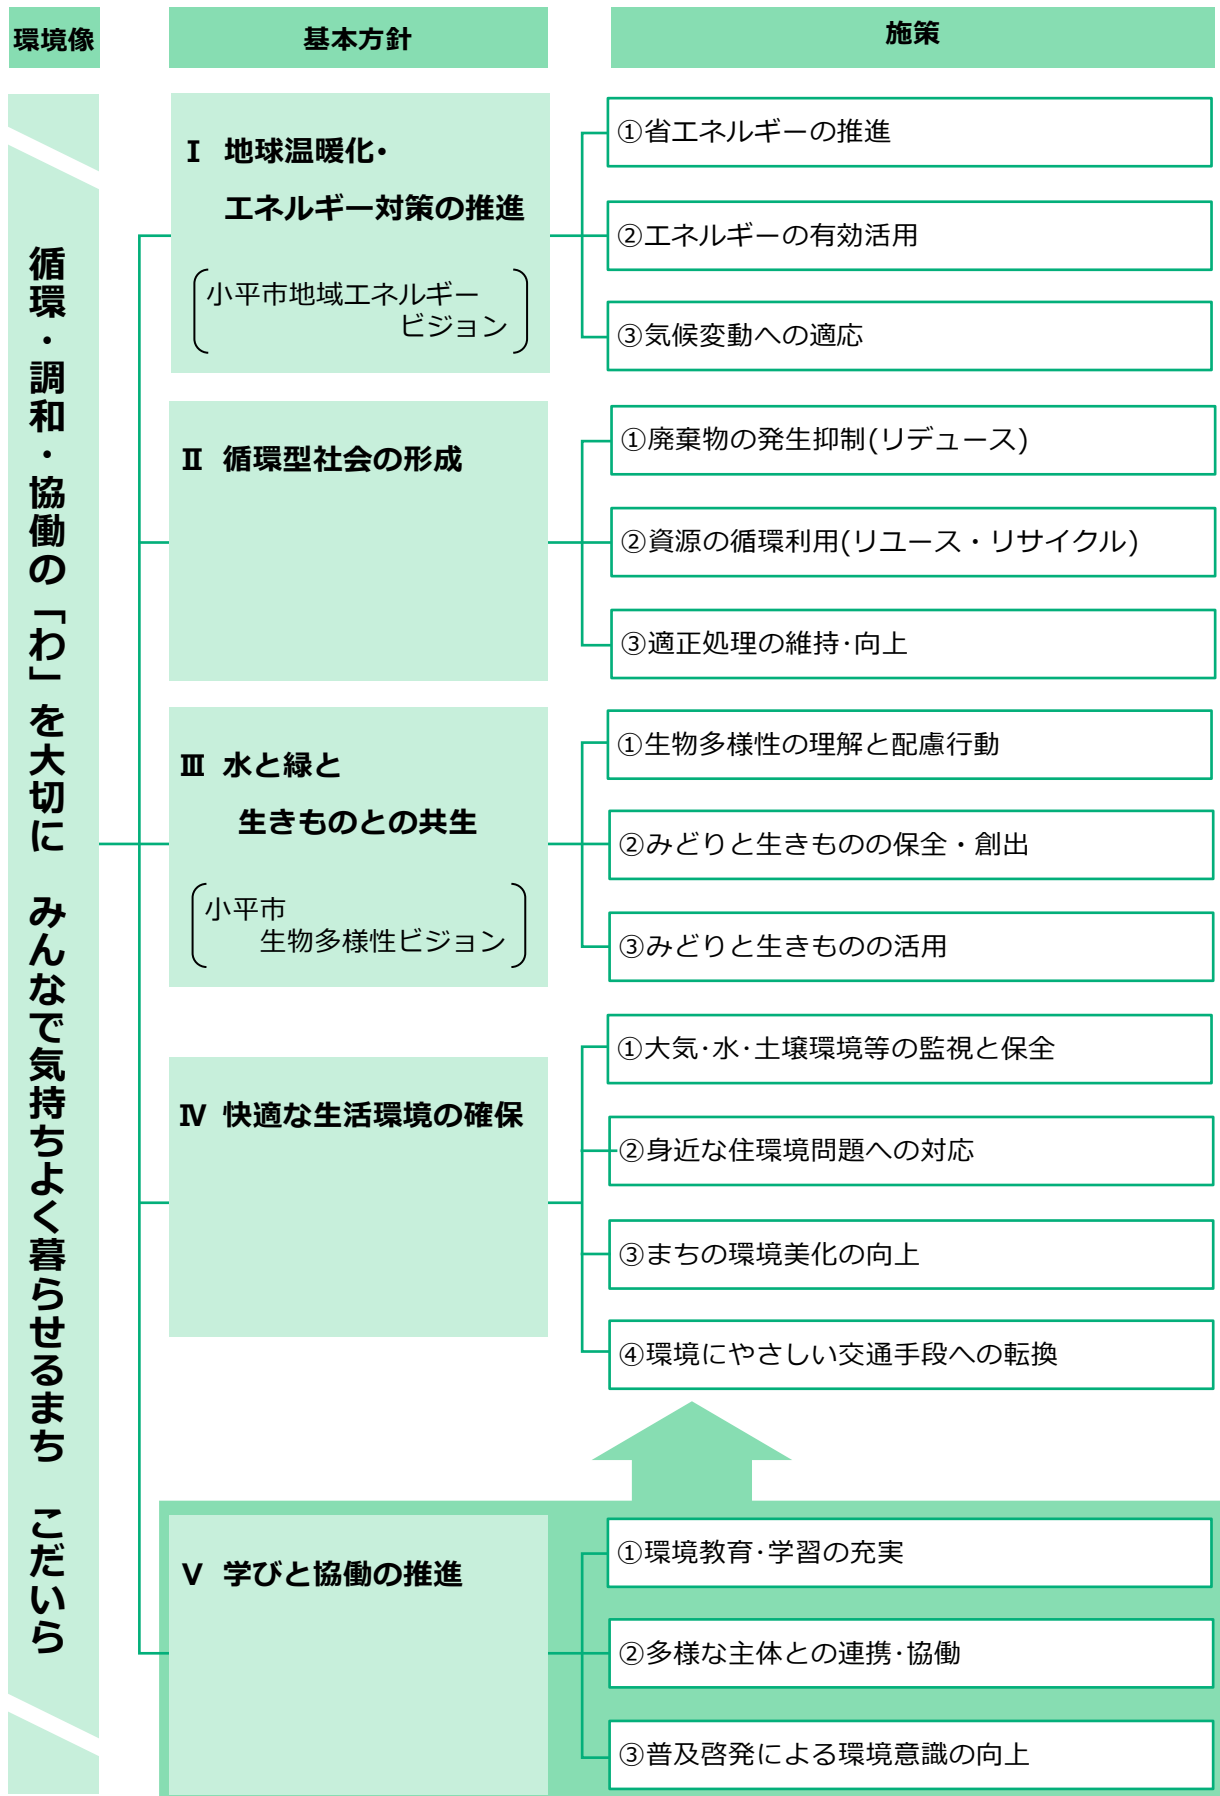 環境像
基本方針
施策
循環・調和・協働の「わ」を大切に　みんなで気持ちよく暮らせるまち　こだいら
Ⅰ 地球温暖化・
エネルギー対策の推進
小平市地域エネルギー
ビジョン
①省エネルギーの推進
②エネルギーの有効活用
③気候変動への適応
Ⅱ 循環型社会の形成
①廃棄物の発生抑制(リデュース)
②資源の循環利用(リユース・リサイクル)
③適正処理の維持･向上
Ⅲ 水と緑と
生きものとの共生
小平市
生物多様性ビジョン
①生物多様性の理解と配慮行動
②みどりと生きものの保全・創出
③みどりと生きものの活用
Ⅳ 快適な生活環境の確保
①大気･水･土壌環境等の監視と保全
②身近な住環境問題への対応
③まちの環境美化の向上
④環境にやさしい交通手段への転換
Ⅴ 学びと協働の推進
①環境教育･学習の充実
②多様な主体との連携･協働
③普及啓発による環境意識の向上